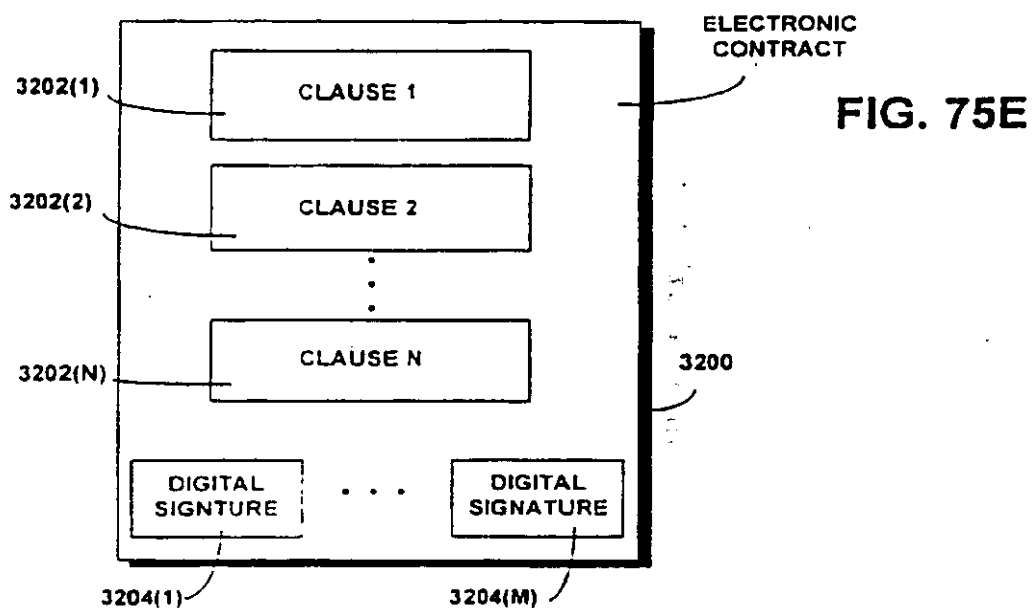 ELECTRONIC
CONTRACT
FIG. 75E
3202(1)
CLAUSE 1
3202(2)
CLAUSE 2
3202(N)
CLAUSE N
3200
DIGITAL
SIGNTURE
DIGITAL
SIGNATURE
3204(1)
3204(M)